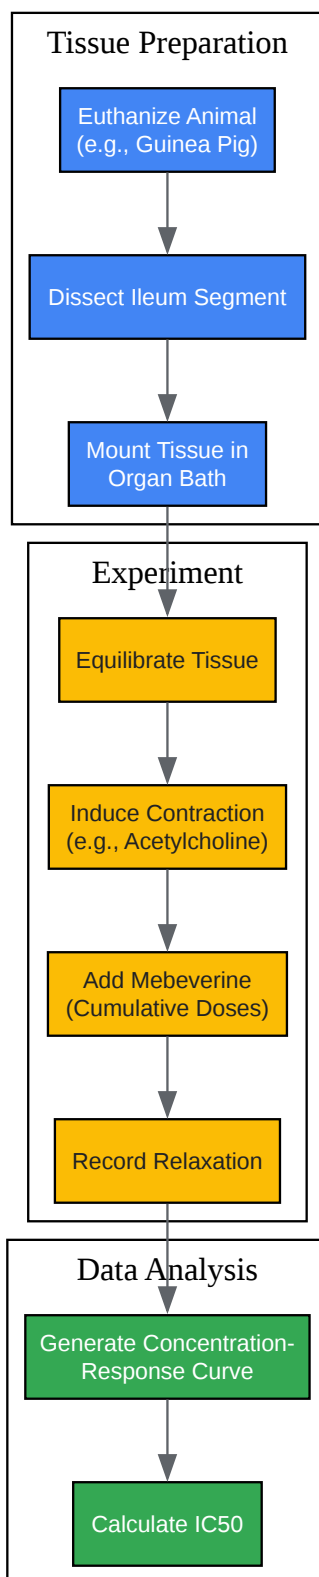 Tissue Preparation
Euthanize Animal
(e.g., Guinea Pig)
Dissect Ileum Segment
Mount Tissue in
Organ Bath
Experiment
Equilibrate Tissue
Induce Contraction
(e.g., Acetylcholine)
Add Mebeverine
(Cumulative Doses)
Record Relaxation
Data Analysis
Generate Concentration-
Response Curve
Calculate IC50